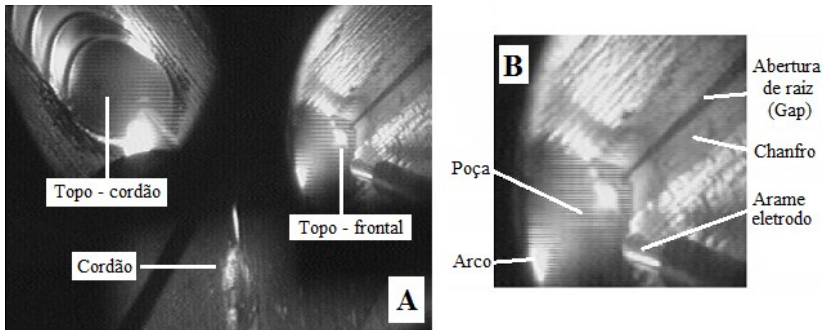 Topo - cordão
Topo - frontal
Cordão
A
B
Abertura
de raiz
(Gap)
Chanfro
Arame
eletrodo
Poça
Arco